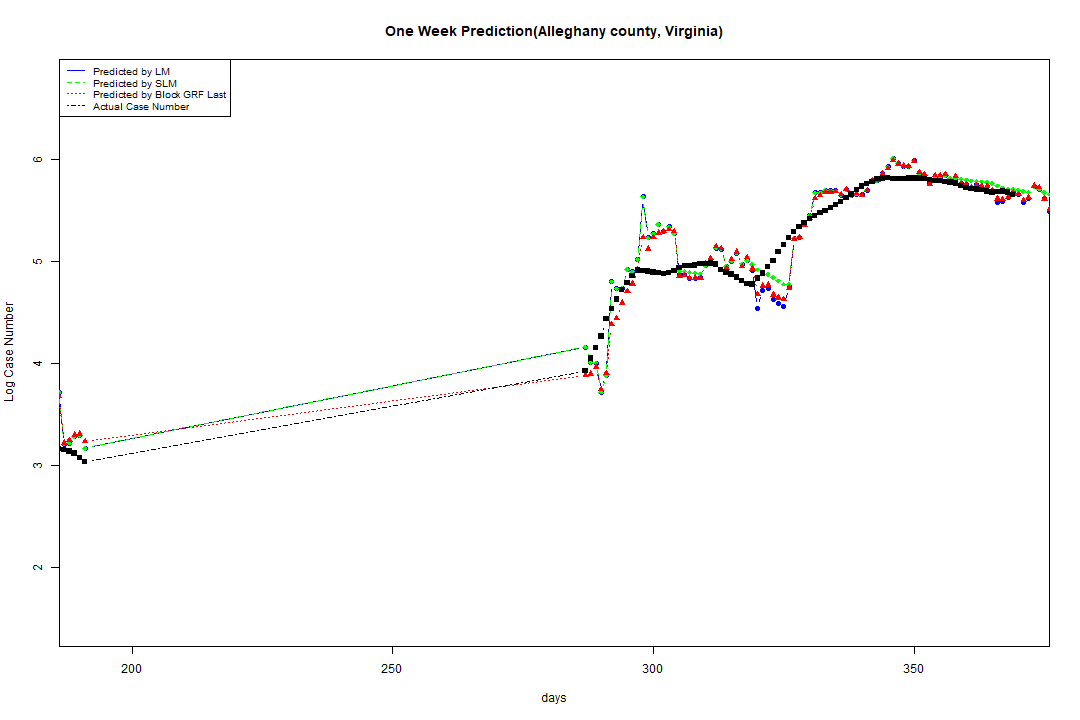 One Week Prediction(Alleghany county, Virginia)
Predicted by LM
Predicted by SLM
Predicted by Block GRF Last
Actual Case Number
Log Case Number
6
5
4
3
2
200
250
300
350
days